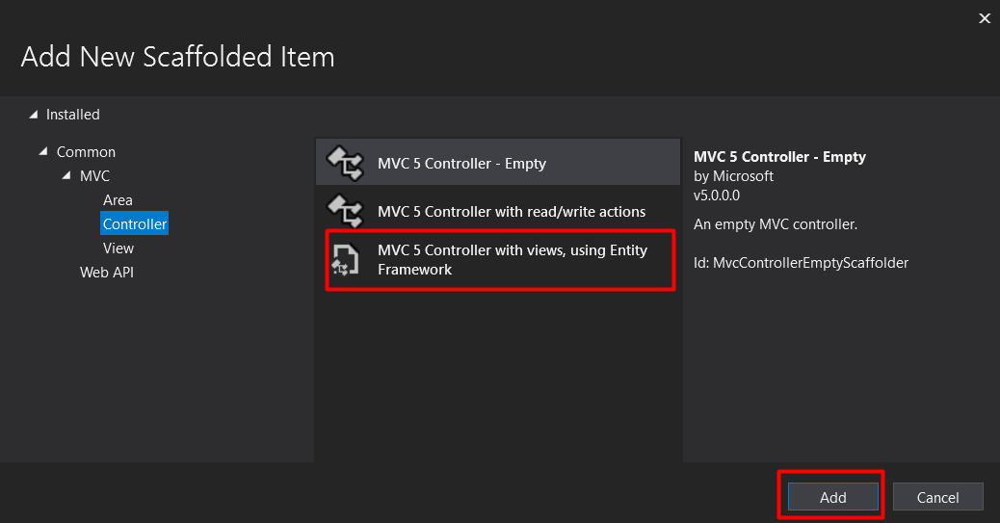 Add New Scaffolded Item
Installed
Common
MVC
Area
Controller
View
Web API
MVC 5 Controller - Empty
MVC 5 Controller with read/write actions
MVC 5 Controller with views, using Entity
Framework
MVC 5 Controller - Empty
by Microsoft
v5.0.0.0
An empty MVC controller.
Id: MvcControllerEmptyScaffolder
Add
Cancel